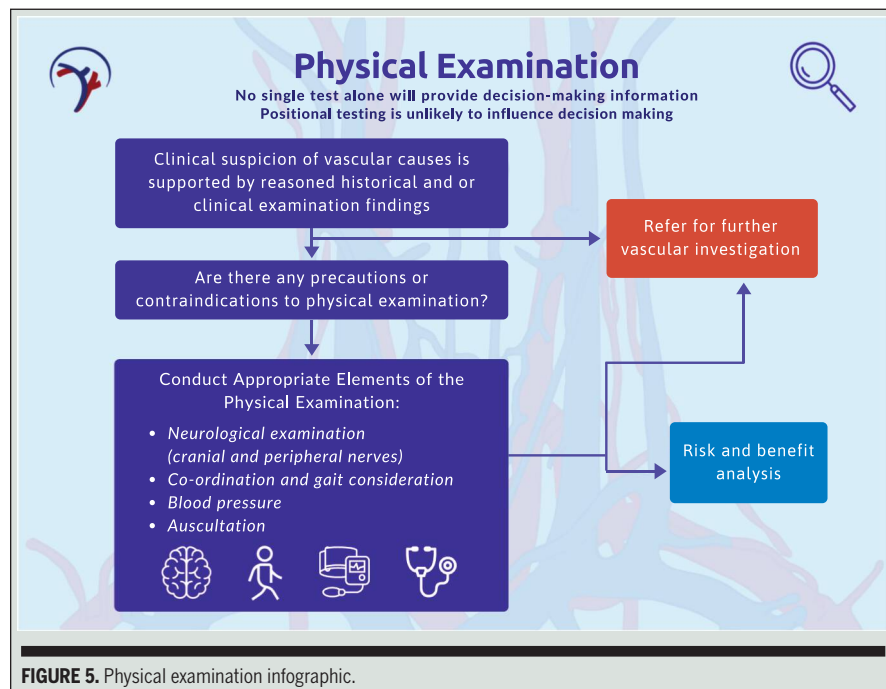 Physical Examination
No single test alone will provide decision-making information
Positional testing is unlikely to influence decision making
Clinical suspicion of vascular causes is
supported by reasoned historical and or
clinical examination findings
Refer for further
vascular investigation
Are there any precautions or
contraindications to physical examination?
Conduct Appropriate Elements of the
Physical Examination:
• Neurological examination
(cranial and peripheral nerves)
• Co-ordination and gait consideration
• Blood pressure
• Auscultation
Risk and benefit
analysis
FIGURE 5. Physical examination infographic.